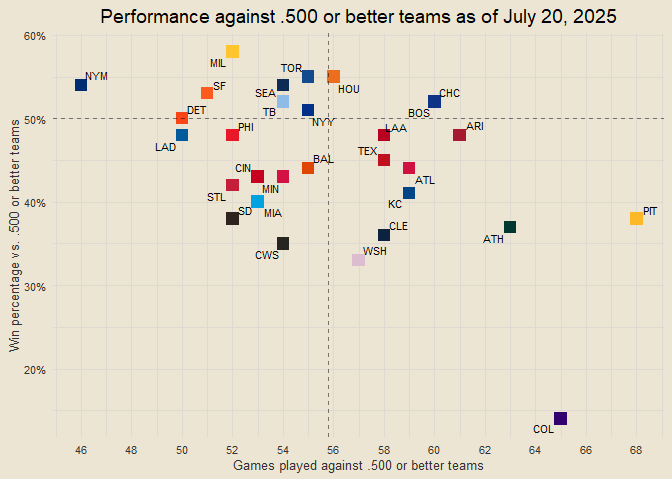 Performance against .500 or better teams as of July 20, 2025
60%
NYM
MIL
TOR
HOU
SF
SEA
TB
CHC
BOS
50%
DET
NYY
LAD
PHI
LAA
ARI
TEX
BAL
CIN
MIN
ATL
STL
KC
40%
SD
MIA
PIT
ATH
CLE
CWS
WSH
30%
20%
COL
Win percentage vs. .500 or better teams
46 48 50 52 54 56 58 60 62 64 66 68
Games played against .500 or better teams